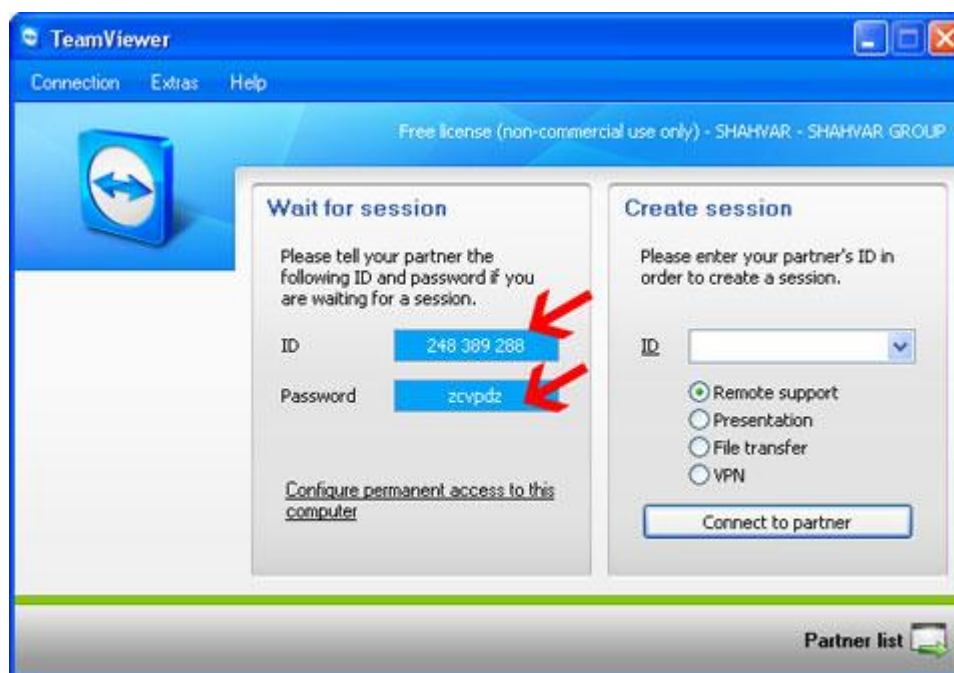 TeamViewer
Connection Extras Help
Free license (non-commercial use only) - SHAHVAR - SHAHVAR GROUP
Wait for session
Please tell your partner the
following ID and password if you
are waiting for a session.
ID 248 389 288
Password zcvpdz
Configure permanent access to this
computer
Create session
Please enter your partner's ID in
order to create a session.
ID
Remote support
Presentation
File transfer
VPN
Connect to partner
Partner list